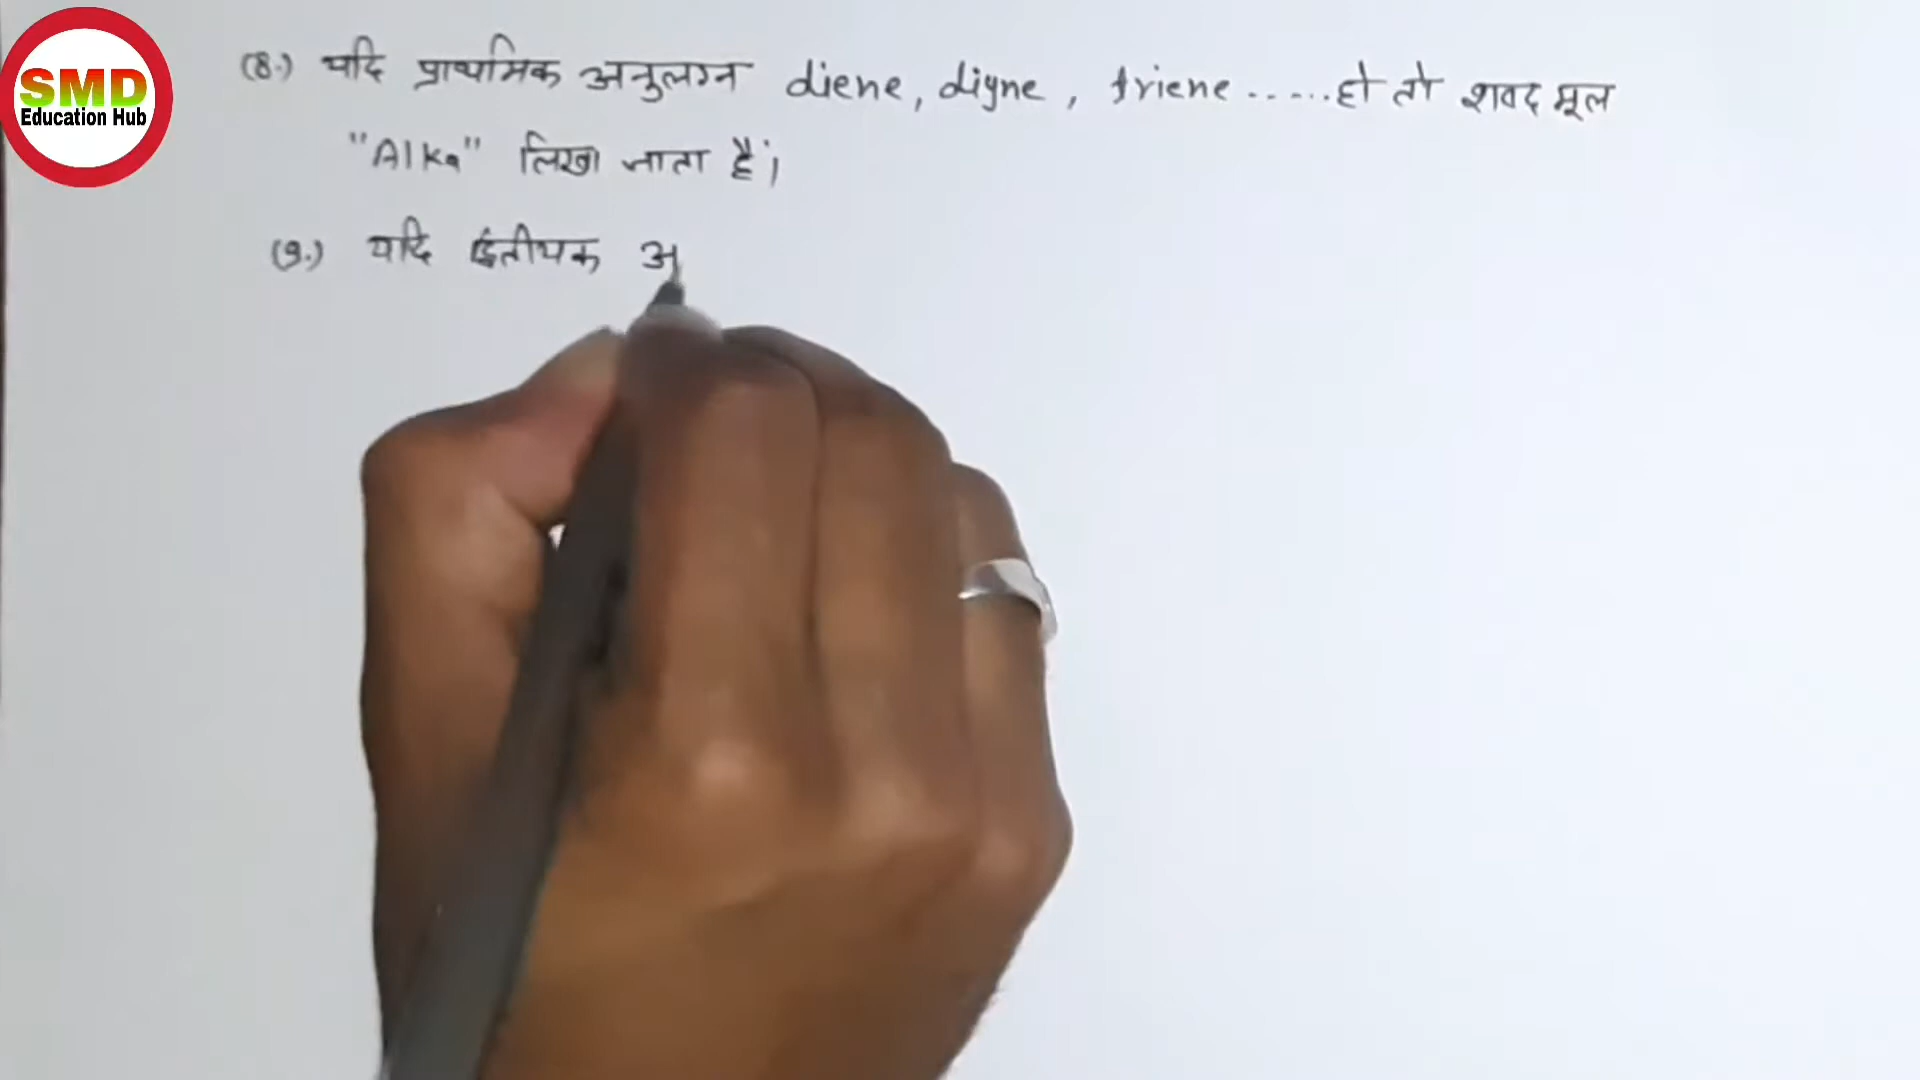 SMD
Education Hub
(8.) यदि प्राथमिक अनुलग्न diene, diyne, triene.....हो तो शब्द मूल
"Alka" लिखा जाता है।
(9.) यदि द्वितीयक अ